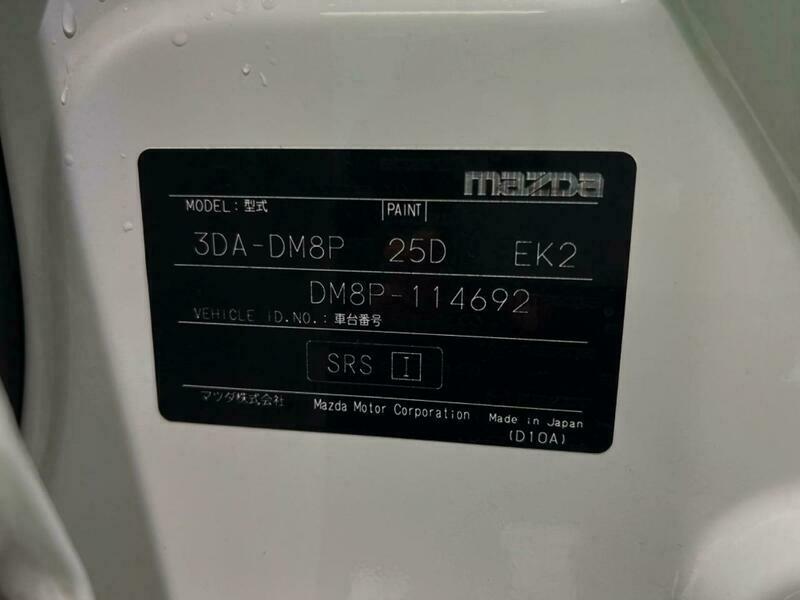 mazda
MODEL:型式 PAINT
3DA-DM8P 25D EK2
DM8P-114692
VEHICLE ID.NO.:車台番号
SRS I
マツダ株式会社 Mazda Motor Corporation Made in Japan
(D10A)